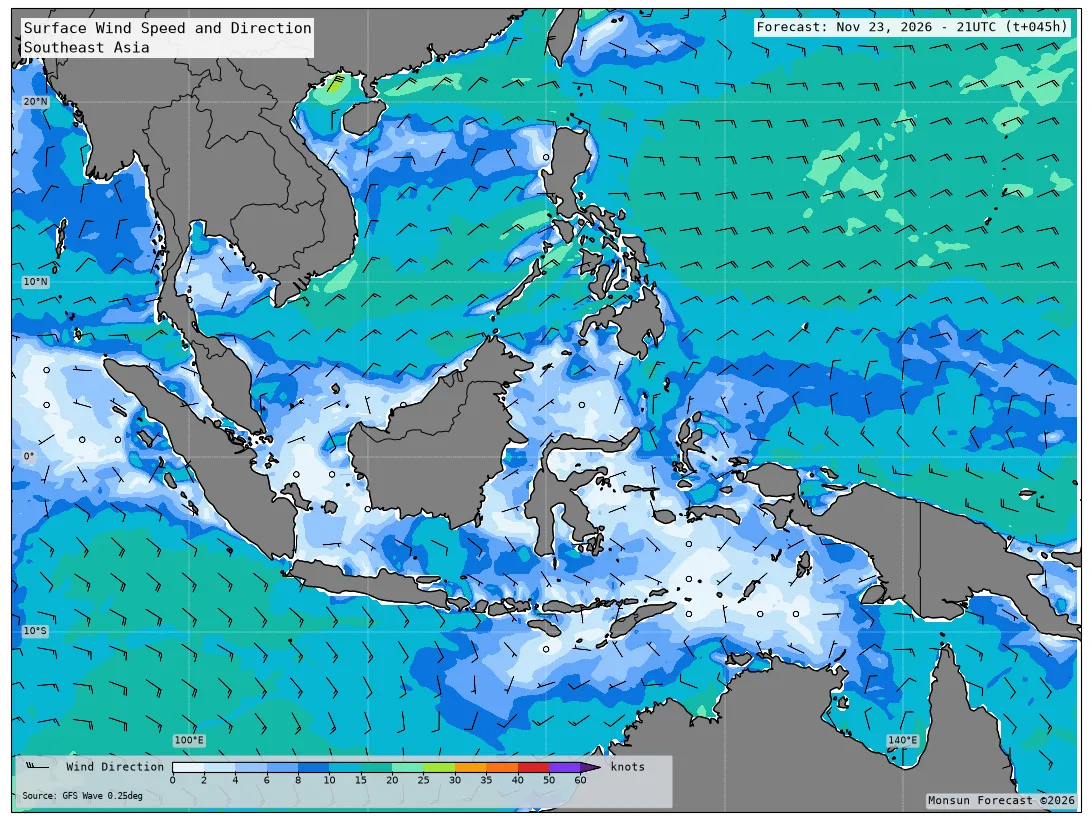 Surface Wind Speed and Direction
Southeast Asia
Forecast: Nov 23, 2026 - 21UTC (t+045h)
20°N
10°N
0°
10°S
100°E
140°E
Wind Direction
knots
0 2 4 6 8 10 15 20 25 30 35 40 50 60
Source: GFS Wave 0.25deg
Monsun Forecast ©2026